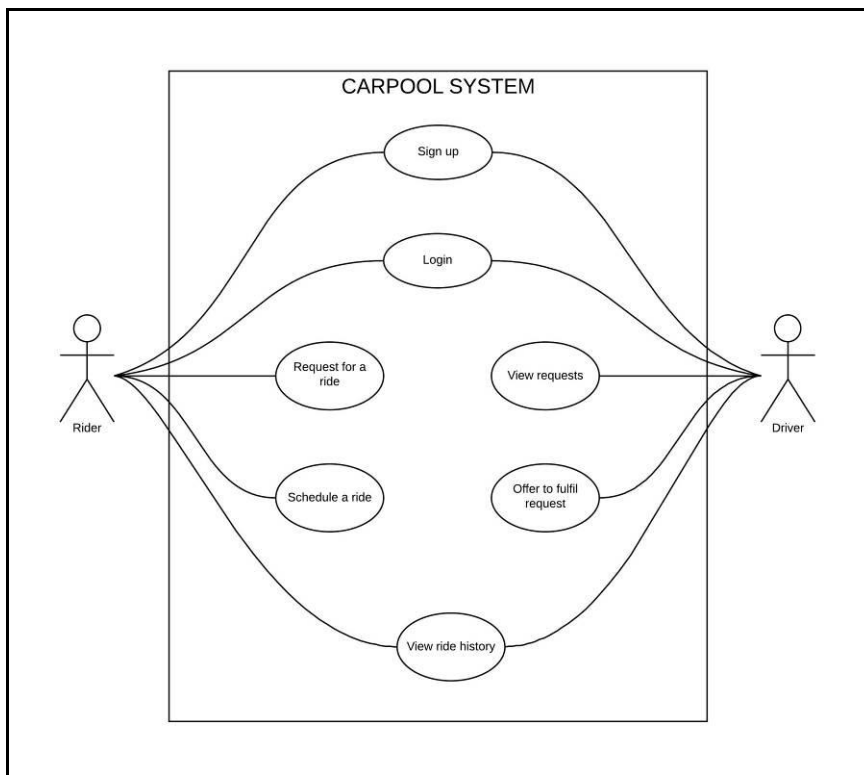 CARPOOL SYSTEM
Sign up
Login
Request for a
ride
View requests
Rider
Driver
Schedule a ride
Offer to fulfil
request
View ride history